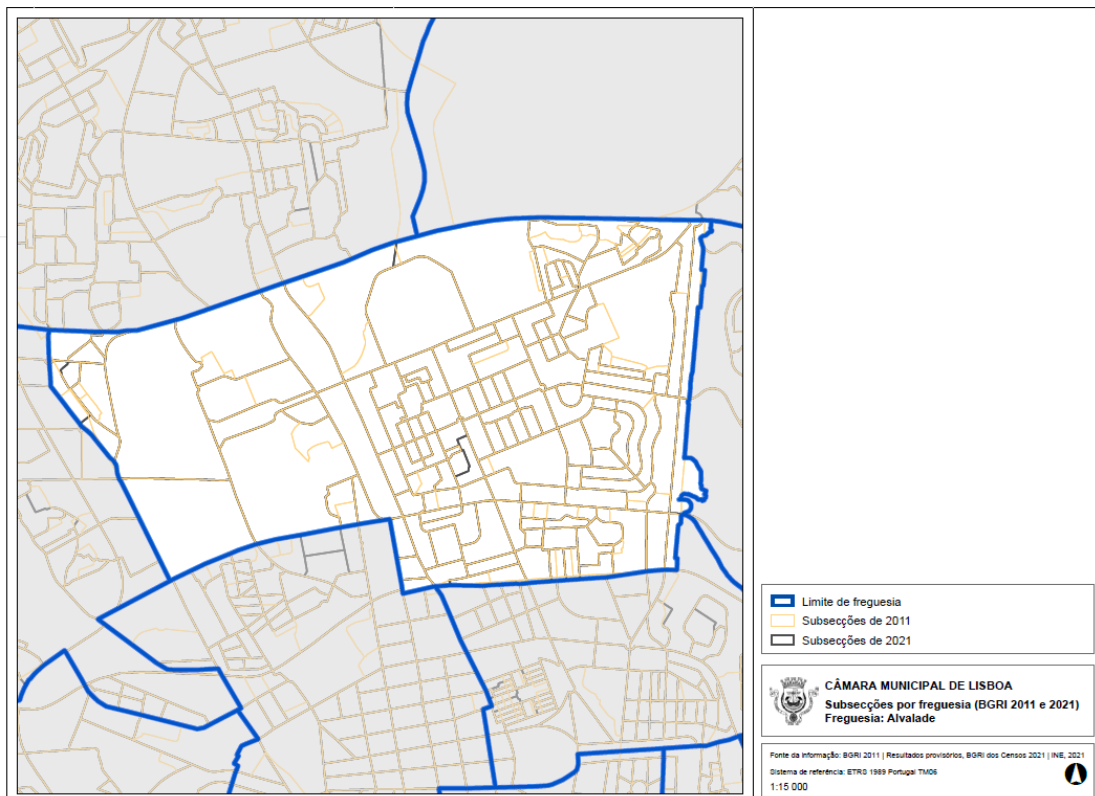 Limite de freguesia
Subsecções de 2011
Subsecções de 2021
CÂMARA MUNICIPAL DE LISBOA
Subsecções por freguesia (BGRI 2011 e 2021)
Freguesia: Alvalade
Fonte da informação: BGRI 2011 | Resultados provisórios, BGRI dos Censos 2021 | INE, 2021
Sistema de referência: ETRS 1989 Portugal TM06
1:15 000